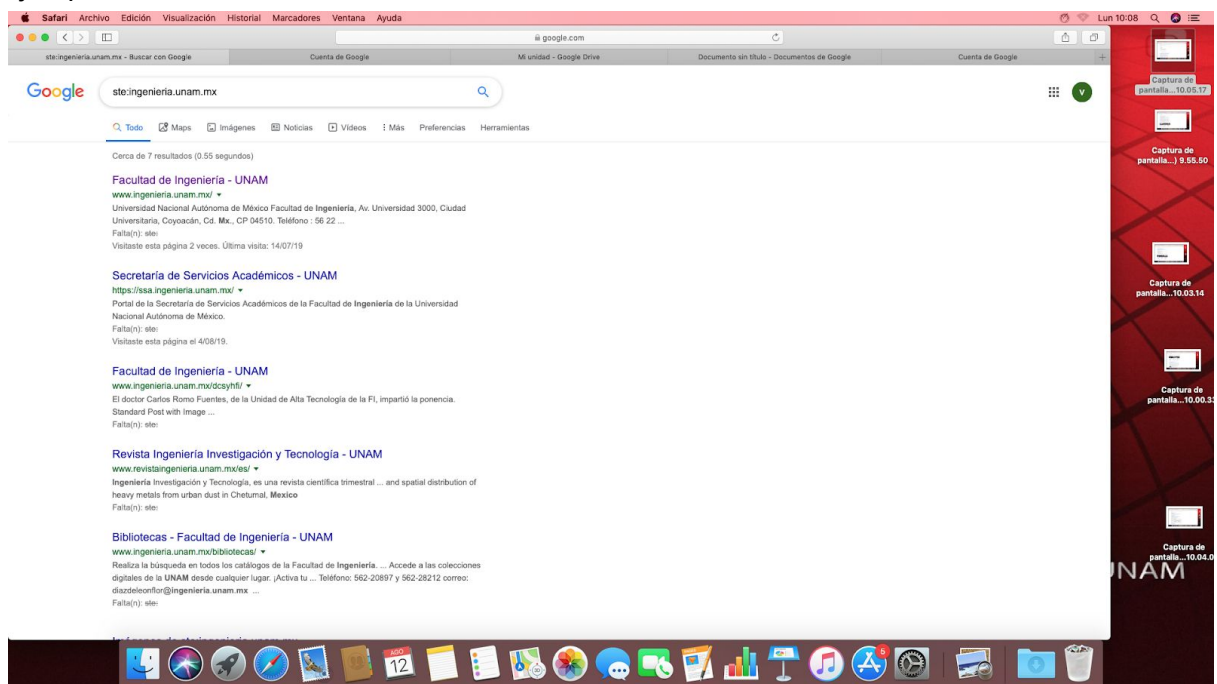 Safari Archivo Edición Visualización Historial Marcadores Ventana Ayuda Lun 10:08
google.com
ste:ingenieria.unam.mx - Buscar con Google Cuenta de Google Mi unidad - Google Drive Documento sin título - Documentos de Google Cuenta de Google +
Google ste:ingenieria.unam.mx V
Todo Maps Imágenes Noticias Vídeos Más Preferencias Herramientas
Cerca de 7 resultados (0.55 segundos)
Facultad de Ingeniería - UNAM
www.ingenieria.unam.mx/
Universidad Nacional Autónoma de México Facultad de Ingeniería, Av. Universidad 3000, Ciudad
Universitaria, Coyoacán, Cd. Mx., CP 04510. Teléfono : 56 22 ...
Falta(n): ste:
Visitaste esta página 2 veces. Última visita: 14/07/19
Secretaría de Servicios Académicos - UNAM
https://ssa.ingenieria.unam.mx/
Portal de la Secretaría de Servicios Académicos de la Facultad de Ingeniería de la Universidad
Nacional Autónoma de México.
Falta(n): ste:
Visitaste esta página el 4/08/19.
Facultad de Ingeniería - UNAM
www.ingenieria.unam.mx/dcsyhfi/
El doctor Carlos Romo Fuentes, de la Unidad de Alta Tecnología de la FI, impartió la ponencia.
Standard Post with Image ...
Falta(n): ste:
Revista Ingeniería Investigación y Tecnología - UNAM
www.revistaingenieria.unam.mx/es/
Ingeniería Investigación y Tecnología, es una revista científica trimestral ... and spatial distribution of
heavy metals from urban dust in Chetumal, Mexico
Falta(n): ste:
Bibliotecas - Facultad de Ingeniería - UNAM
www.ingenieria.unam.mx/bibliotecas/
Realiza la búsqueda en todos los catálogos de la Facultad de Ingeniería. ... Accede a las colecciones
digitales de la UNAM desde cualquier lugar. ¡Activa tu ... Teléfono: 562-20897 y 562-28212 correo:
diazdeleonflor@ingenieria.unam.mx ...
Falta(n): ste:
Captura de
pantalla...10.05.17
Captura de
pantalla...) 9.55.50
Captura de
pantalla...10.03.14
Captura de
pantalla...10.00.33
Captura de
pantalla...10.04.0
UNAM
AGO
12
6